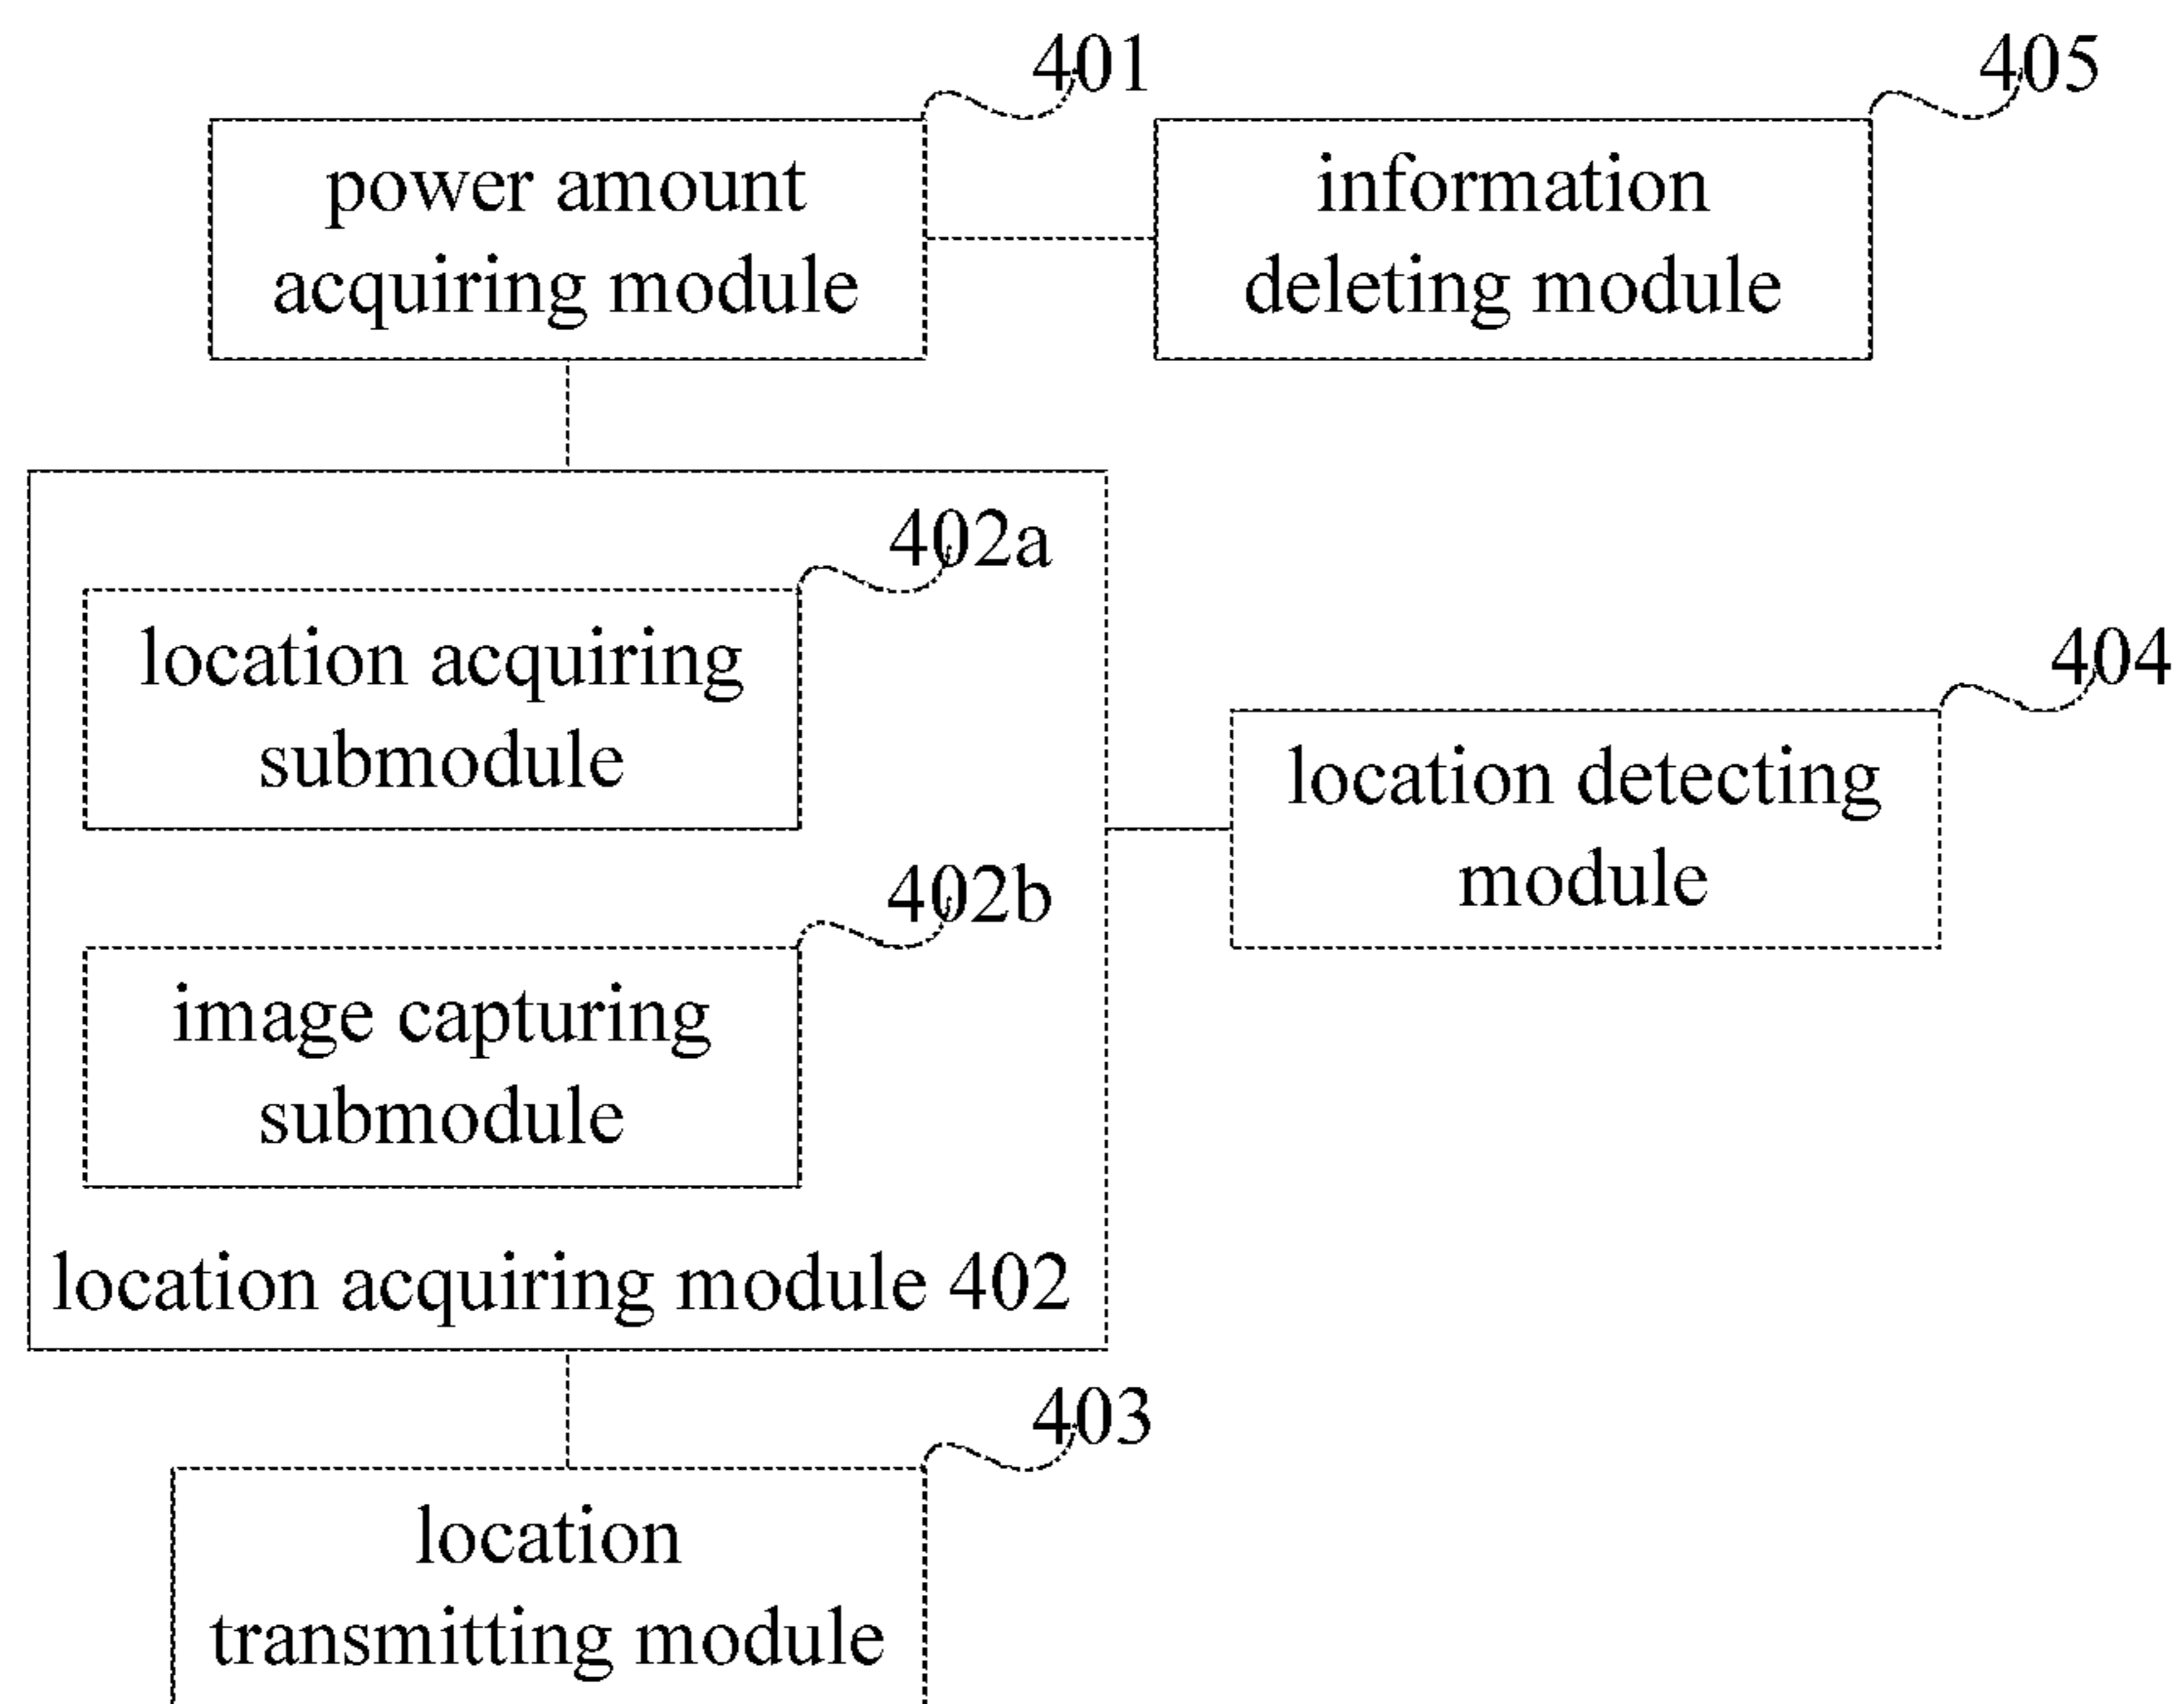 401
405
power amount
acquiring module
information
deleting module
402a
location acquiring
submodule
404
location detecting
module
402b
image capturing
submodule
location acquiring module 402
403
location
transmitting module